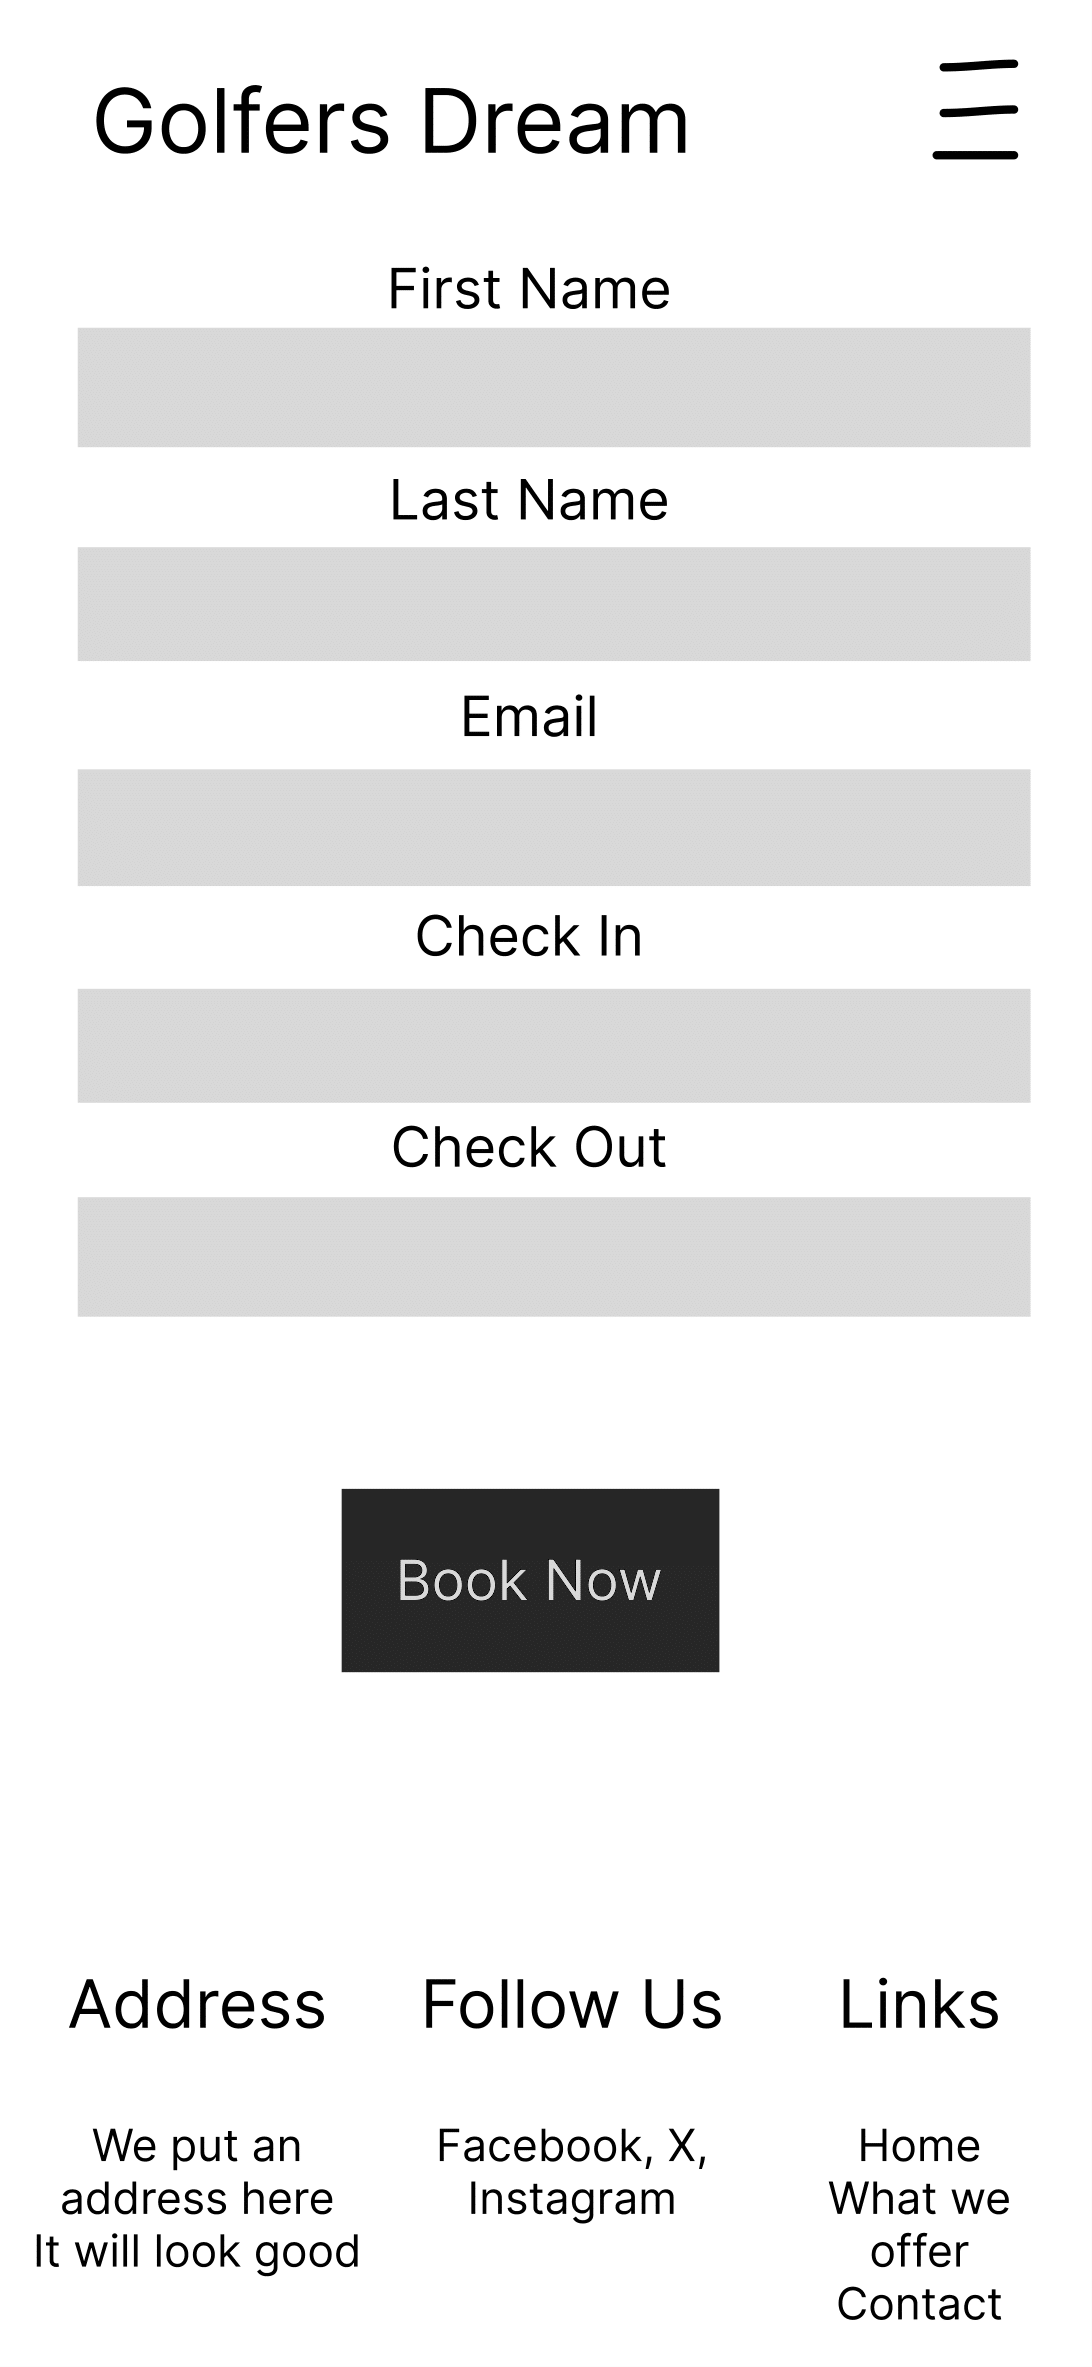 Golfers Dream
First Name
Last Name
Email
Check In
Check Out
Book Now
Address
We put an
address here
It will look good
Follow Us
Facebook, X,
Instagram
Links
Home
What we
offer
Contact